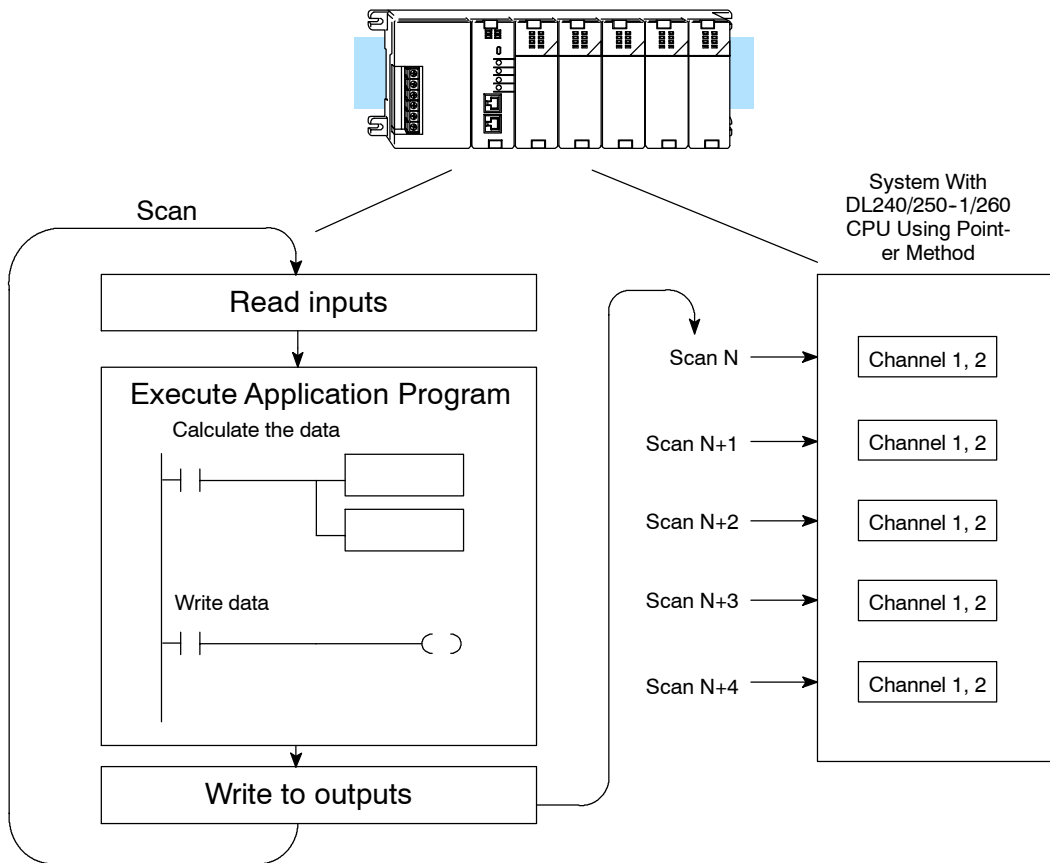 System With
DL240/250-1/260
CPU Using Point-
er Method
Scan
Read inputs
Execute Application Program
Calculate the data
Write data
Write to outputs
Scan N
Channel 1, 2
Scan N+1
Channel 1, 2
Scan N+2
Channel 1, 2
Scan N+3
Channel 1, 2
Scan N+4
Channel 1, 2